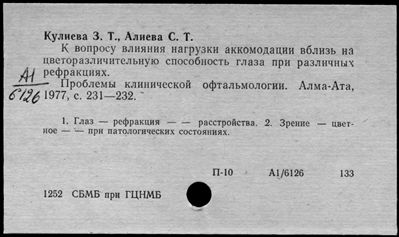 Кулиева З. Т., Алиева С. Т.
К вопросу влияния нагрузки аккомодации вблизь на
цветоразличительную способность глаза при различных
рефракциях.
А1
6126
Проблемы клинической офтальмологии. Алма-Ата,
1977, с. 231—232.
1. Глаз — рефракция — — расстройства. 2. Зрение — цвет-
ное — — при патологических состояниях.
П-10 А1/6126 133
1252 СБМБ при ГЦНМБ